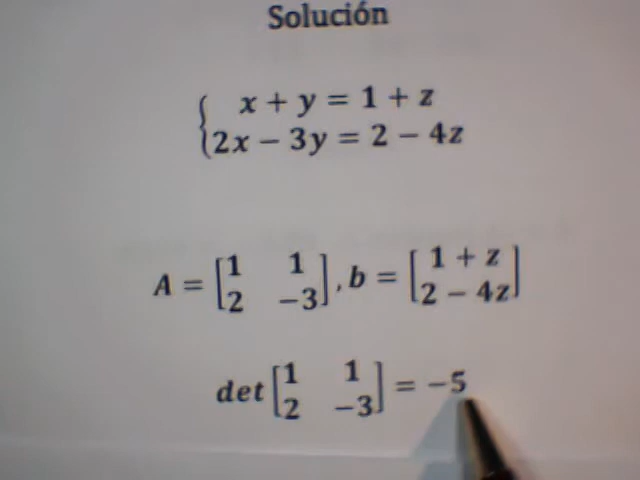 Solución
{ x + y = 1 + z
2x − 3y = 2 − 4z
A = [1 1
2 −3], b = [1 + z
2 − 4z]
det [1 1
2 −3] = −5